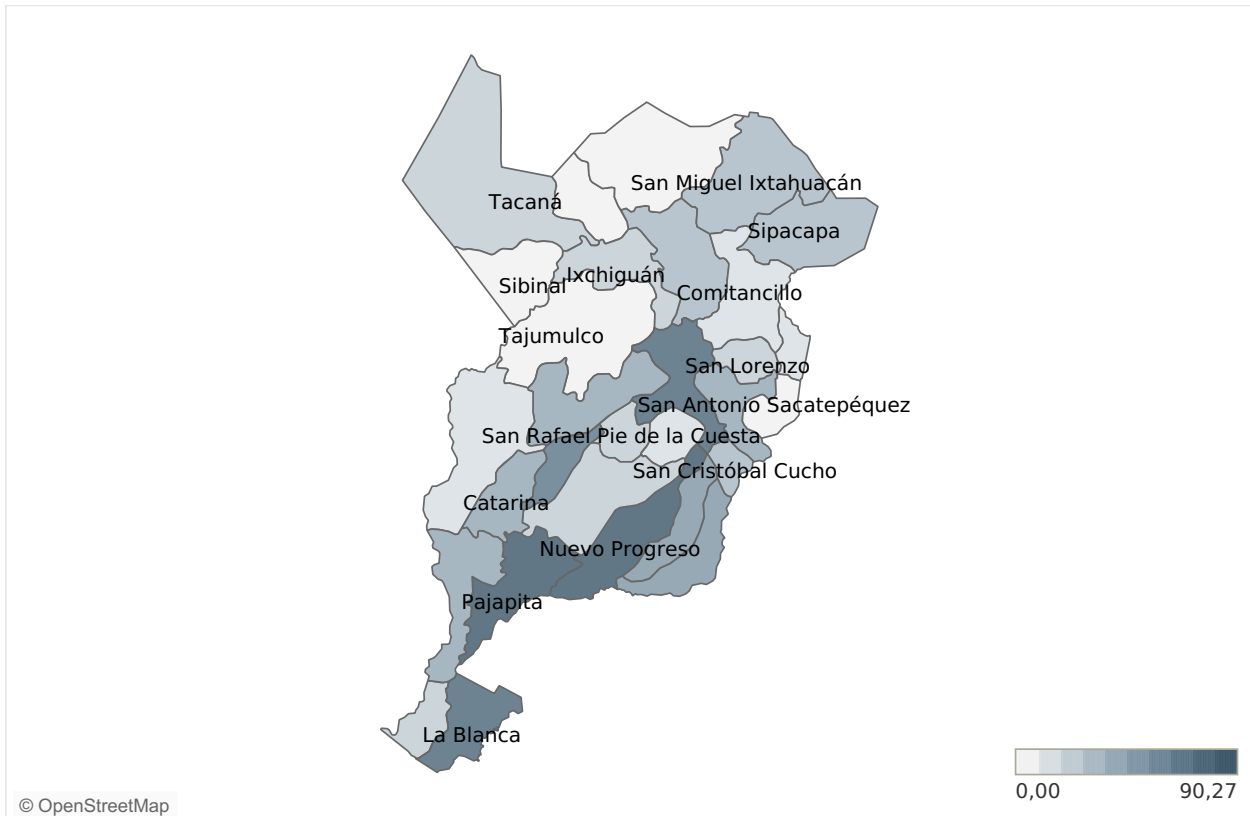 San Miguel Ixtahuacán
Tacaná
Sipacapa
Ixchiguán
Sibinal
Comitancillo
Tajumulco
San Lorenzo
San Antonio Sacatepéquez
San Rafael Pie de la Cuesta
San Cristóbal Cucho
Catarina
Nuevo Progreso
Pajapita
La Blanca
0,00
90,27
© OpenStreetMap